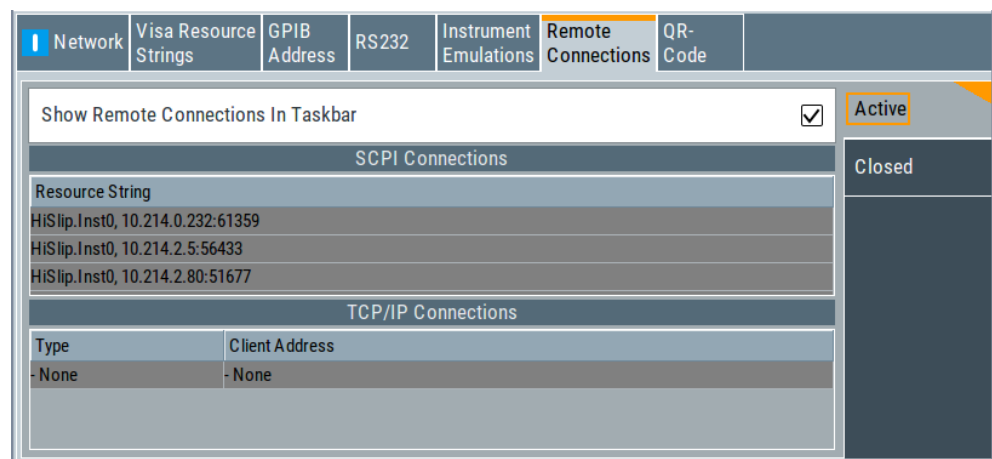 Network
Visa Resource
Strings
GPIB
Address
RS232
Instrument
Emulations
Remote
Connections
QR-
Code
Show Remote Connections In Taskbar
Active
Closed
SCPI Connections
Resource String
HiSlip.Inst0, 10.214.0.232:61359
HiSlip.Inst0, 10.214.2.5:56433
HiSlip.Inst0, 10.214.2.80:51677
TCP/IP Connections
Type Client Address
- None - None